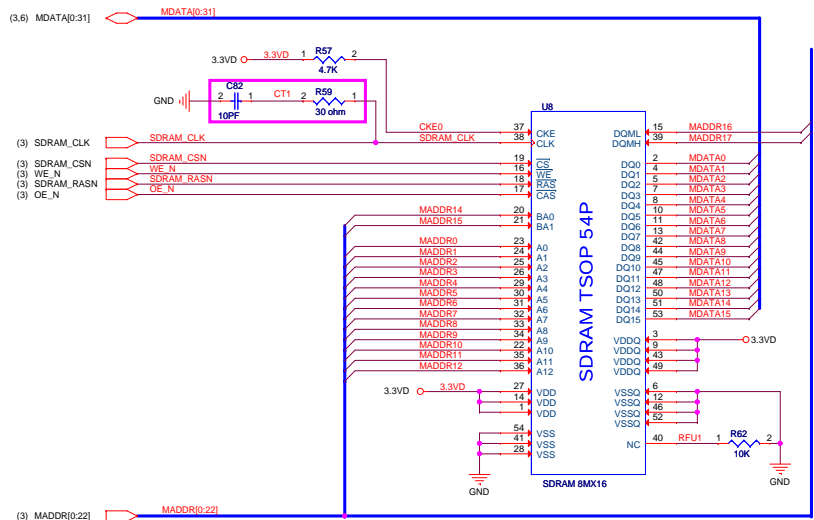 (3,6) MDATA[0:31] MDATA[0:31]
3.3VD 3.3VD 1 R57 2
4.7K
C82
GND 2 1 CT1 2 R59 1
10PF 30 ohm
U8
CKE0 37 CKE DQML 15 MADDR16
(3) SDRAM_CLK SDRAM_CLK SDRAM_CLK 38 CLK DQMH 39 MADDR17
(3) SDRAM_CSN SDRAM_CSN 19 CS DQ0 2 MDATA0
(3) WE_N WE_N 16 WE DQ1 4 MDATA1
(3) SDRAM_RASN SDRAM_RASN 18 RAS DQ2 5 MDATA2
(3) OE_N OE_N 17 CAS DQ3 7 MDATA3
DQ4 8 MDATA4
MADDR14 20 BA0 DQ5 10 MDATA5
MADDR15 21 BA1 DQ6 11 MDATA6
DQ7 13 MDATA7
MADDR0 23 A0 DQ8 42 MDATA8
MADDR1 24 A1 DQ9 44 MDATA9
MADDR2 25 A2 DQ10 45 MDATA10
MADDR3 26 A3 DQ11 47 MDATA11
MADDR4 29 A4 DQ12 48 MDATA12
MADDR5 30 A5 DQ13 50 MDATA13
MADDR6 31 A6 DQ14 51 MDATA14
MADDR7 32 A7 DQ15 53 MDATA15
MADDR8 33 A8
MADDR9 34 A9 VDDQ 3 3.3VD
MADDR10 22 A10 VDDQ 9
MADDR11 35 A11 VDDQ 43
MADDR12 36 A12 VDDQ 49
SDRAM TSOP 54P
3.3VD 3.3VD 27 VDD VSSQ 6
14 VDD VSSQ 12
1 VDD VSSQ 46
VSSQ 52
54 VSS
41 VSS NC 40 RFU1 1 R62 2
28 VSS 10K
GND
GND
SDRAM 8MX16
(3) MADDR[0:22] MADDR[0:22]